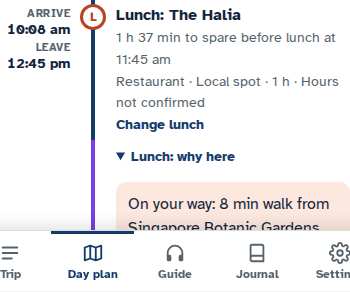 ARRIVE
10:08 am
LEAVE
12:45 pm
L
Lunch: The Halia
1 h 37 min to spare before lunch at
11:45 am
Restaurant · Local spot · 1 h · Hours
not confirmed
Change lunch
▼ Lunch: why here
On your way: 8 min walk from
Singapore Botanic Gardens
Trip
Day plan
Guide
Journal
Settin